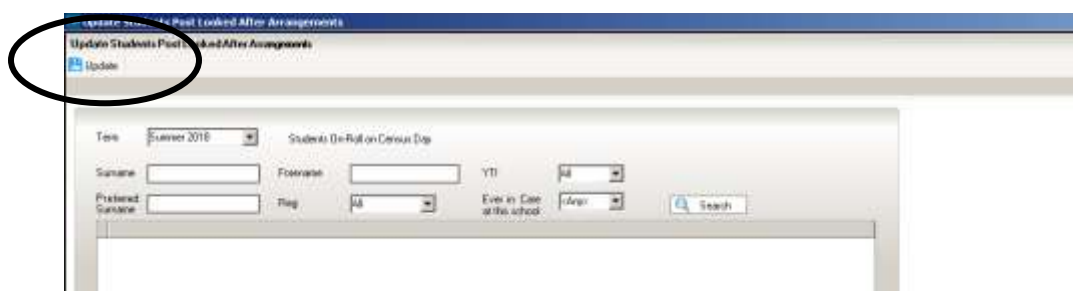 Update Students Post Looked After Arrangements
Update Students Post Looked After Arrangements
Update
Term Summer 2018 Students On-Roll on Census Day
Surname Forename YTI All
Preferred Surname Reg All Ever in Care at this school <Any> Search